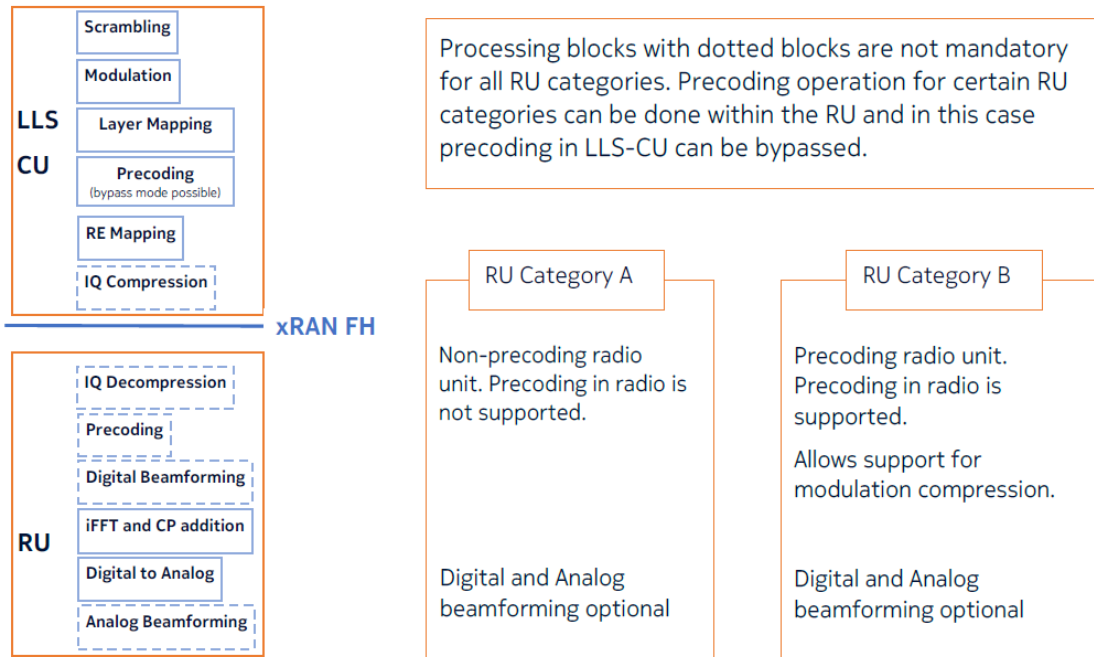 LLS
CU
Scrambling
Modulation
Layer Mapping
Precoding
(bypass mode possible)
RE Mapping
IQ Compression
xRAN FH
RU
IQ Decompression
Precoding
Digital Beamforming
iFFT and CP addition
Digital to Analog
Analog Beamforming
Processing blocks with dotted blocks are not mandatory
for all RU categories. Precoding operation for certain RU
categories can be done within the RU and in this case
precoding in LLS-CU can be bypassed.
RU Category A
Non-precoding radio
unit. Precoding in radio is
not supported.
Digital and Analog
beamforming optional
RU Category B
Precoding radio unit.
Precoding in radio is
supported.
Allows support for
modulation compression.
Digital and Analog
beamforming optional